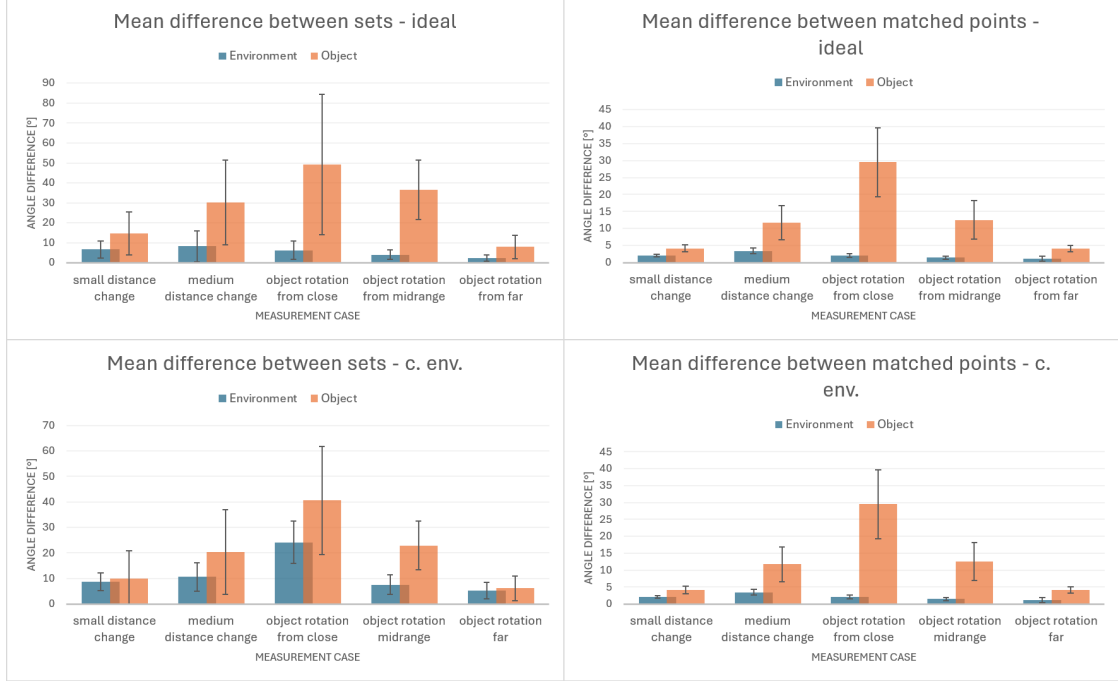 Mean difference between sets - ideal
Environment Object
90
80
70
60
50
40
30
20
10
0
ANGLE DIFFERENCE [°]
small distance change
medium distance change
object rotation from close
object rotation from midrange
object rotation from far
MEASUREMENT CASE
Mean difference between matched points -
ideal
Environment Object
45
40
35
30
25
20
15
10
5
0
ANGLE DIFFERENCE [°]
small distance change
medium distance change
object rotation from close
object rotation from midrange
object rotation from far
MEASUREMENT CASE
Mean difference between sets - c. env.
Environment Object
70
60
50
40
30
20
10
0
ANGLE DIFFERENCE [°]
small distance change
medium distance change
object rotation from close
object rotation midrange
object rotation far
MEASUREMENT CASE
Mean difference between matched points - c.
env.
Environment Object
45
40
35
30
25
20
15
10
5
0
ANGLE DIFFERENCE [°]
small distance change
medium distance change
object rotation from close
object rotation midrange
object rotation far
MEASUREMENT CASE